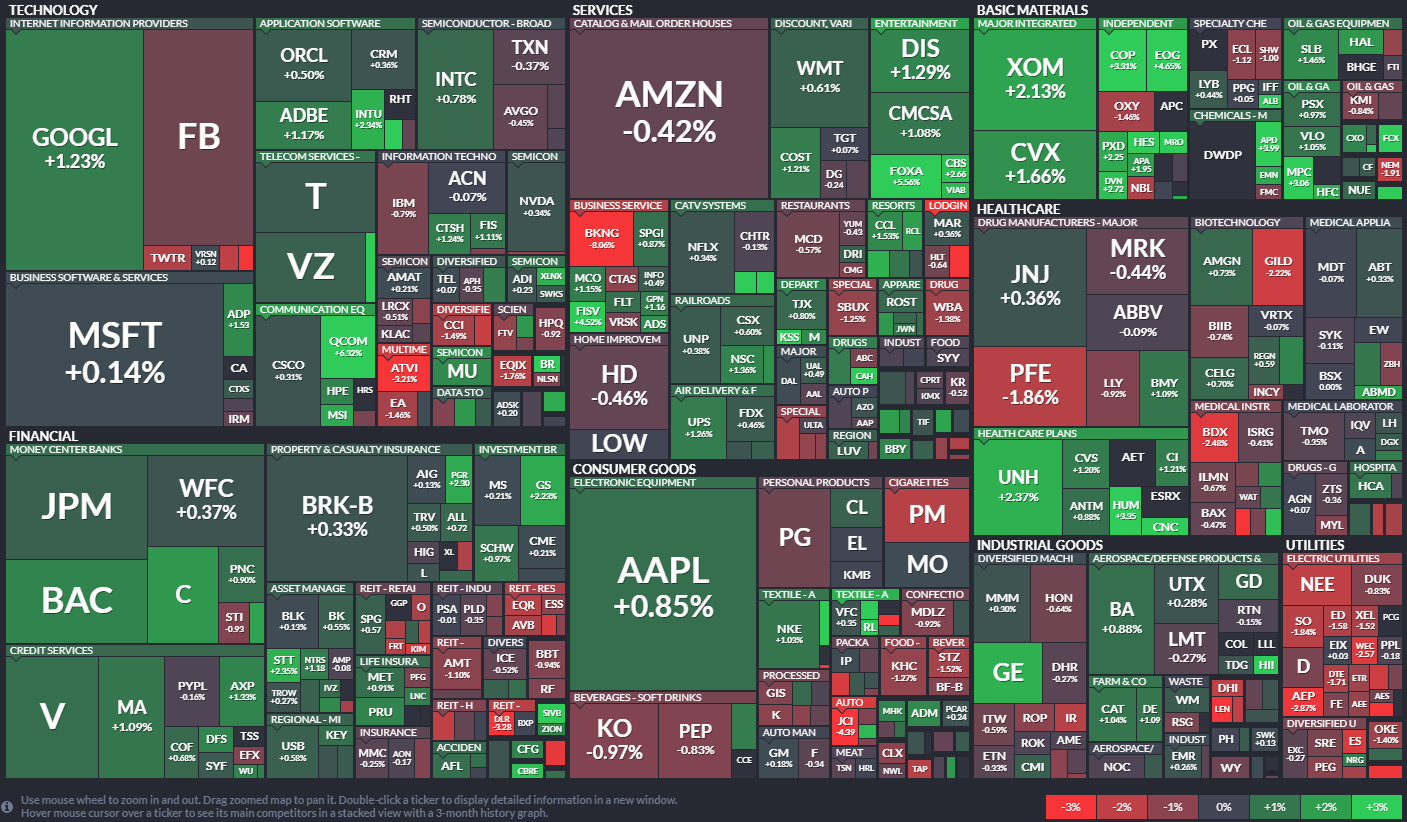 TECHNOLOGY
INTERNET INFORMATION PROVIDERS
GOOGL
+1.23%
FB
TWTR
VRSN
+0.12
APPLICATION SOFTWARE
ORCL
+0.50%
CRM
+0.36%
ADBE
+1.17%
INTU
+2.34%
RHT
SEMICONDUCTOR - BROAD
INTC
+0.78%
TXN
-0.37%
AVGO
-0.45%
TELECOM SERVICES -
T
VZ
INFORMATION TECHNO
IBM
-0.79%
ACN
-0.07%
CTSH
+1.24%
FIS
+1.11%
SEMICON
NVDA
+0.34%
BUSINESS SOFTWARE & SERVICES
MSFT
+0.14%
ADP
+1.53
CA
CTXS
IRM
COMMUNICATION EQ
CSCO
+0.31%
QCOM
+6.32%
HPE
HRS
MSI
SEMICON
AMAT
+0.21%
LRCX
-0.51%
KLAC
DIVERSIFIED
TEL
+0.07
APH
-0.35
SEMICON
ADI
+0.23
XLNX
SWKS
MULTIME
ATVI
-3.21%
EA
-1.46%
DIVERSIFIE
CCI
-1.49%
SCIEN
FTV
HPQ
-0.92
SEMICON
MU
EQIX
-1.76%
BR
NLSN
DATA STO
ADSK
+0.20
SERVICES
CATALOG & MAIL ORDER HOUSES
AMZN
-0.42%
DISCOUNT, VARI
WMT
+0.61%
COST
+1.21%
TGT
+0.07%
DG
-0.24
ENTERTAINMENT
DIS
+1.29%
CMCSA
+1.08%
FOXA
+5.56%
CBS
+2.66
VIAB
BUSINESS SERVICE
BKNG
-8.06%
SPGI
+0.87%
MCO
+1.15%
CTAS
INFO
+0.49
FISV
+4.52%
FLT
GPN
+1.16
VRSK
ADS
CATV SYSTEMS
NFLX
+0.34%
CHTR
-0.13%
RESTAURANTS
MCD
-0.57%
YUM
-0.43
DRI
CMG
RESORTS
CCL
+1.53%
RCL
LODGIN
MAR
+0.36%
HLT
-0.64
RAILROADS
UNP
+0.38%
CSX
+0.60%
NSC
+1.36%
DEPART
TJX
+0.80%
KSS
M
SPECIAL
SBUX
-1.25%
APPARE
ROST
JWN
DRUG
WBA
-1.38%
HOME IMPROVEM
HD
-0.46%
LOW
MAJOR
DAL
UAL
+0.49
AAL
DRUGS
ABC
CAH
INDUST
FOOD
SYY
AIR DELIVERY & F
UPS
+1.26%
FDX
+0.46%
SPECIAL
ULTA
AUTO P
AZO
AAP
CPRT
KMX
KR
-0.52
REGION
LUV
TIF
BBY
BASIC MATERIALS
MAJOR INTEGRATED
XOM
+2.13%
CVX
+1.66%
INDEPENDENT
COP
+3.31%
EOG
+4.65%
OXY
-1.46%
APC
PXD
+2.25
HES
MRO
APA
+1.95
DVN
+2.72
NBL
SPECIALTY CHE
PX
ECL
-1.12
SHW
-1.00
LYB
+0.44%
PPG
+0.05
IFF
ALB
OIL & GAS EQUIPMEN
SLB
+1.46%
HAL
BHGE
FTI
CHEMICALS - M
DWDP
APD
+3.99
EMN
FMC
OIL & GA
PSX
+0.97%
VLO
+1.05%
MPC
+3.06
HFC
OIL & GAS
KMI
-0.84%
CXO
FCX
CF
NEM
-1.91
NUE
HEALTHCARE
DRUG MANUFACTURERS - MAJOR
JNJ
+0.36%
MRK
-0.44%
ABBV
-0.09%
PFE
-1.86%
LLY
-0.92%
BMY
+1.09%
BIOTECHNOLOGY
AMGN
+0.73%
GILD
-2.22%
BIIB
-0.74%
VRTX
-0.07%
CELG
+0.70%
REGN
+0.59
INCY
MEDICAL APPLIA
MDT
-0.07%
ABT
+0.33%
SYK
-0.11%
EW
ZBH
BSX
0.00%
ABMD
HEALTH CARE PLANS
UNH
+2.37%
CVS
+1.20%
AET
CI
+1.21%
ANTM
+0.88%
HUM
+3.35
ESRX
CNC
MEDICAL INSTR
BDX
-2.48%
ISRG
-0.41%
ILMN
-0.67%
WAT
BAX
-0.47%
MEDICAL LABORATOR
TMO
-0.35%
IQV
LH
A
DGX
DRUGS - G
AGN
+0.07
ZTS
-0.36
MYL
HOSPITA
HCA
FINANCIAL
MONEY CENTER BANKS
JPM
WFC
+0.37%
BAC
C
PNC
+0.90%
STI
-0.93
PROPERTY & CASUALTY INSURANCE
BRK-B
+0.33%
AIG
+0.13%
PGR
+2.30
TRV
+0.50%
ALL
+0.72
HIG
XL
L
INVESTMENT BR
MS
+0.21%
GS
+2.23%
SCHW
+0.97%
CME
+0.21%
CREDIT SERVICES
V
MA
+1.09%
PYPL
-0.16%
AXP
+1.33%
COF
+0.68%
DFS
TSS
SYF
EFX
WU
ASSET MANAGE
BLK
+0.13%
BK
+0.55%
STT
+2.35%
NTRS
+1.18
AMP
-0.08
TROW
+0.27%
IVZ
REIT - RETAI
SPG
+0.57
GGP
O
FRT
KIM
REIT - INDU
PSA
-0.01
PLD
-0.35
REIT - RES
EQR
ESS
AVB
REGIONAL - MI
USB
+0.58%
KEY
LIFE INSURA
MET
+0.91%
PFG
LNC
PRU
REIT -
AMT
-1.10%
DIVERS
ICE
-0.52%
BBT
-0.94%
RF
INSURANCE
MMC
-0.25%
AON
-0.17
REIT - H
REIT -
DLR
-3.28
BXP
SIVB
ZION
ACCIDEN
AFL
CFG
CBRE
CONSUMER GOODS
ELECTRONIC EQUIPMENT
AAPL
+0.85%
PERSONAL PRODUCTS
PG
CL
EL
KMB
CIGARETTES
PM
MO
BEVERAGES - SOFT DRINKS
KO
-0.97%
PEP
-0.83%
CCE
TEXTILE - A
NKE
+1.03%
TEXTILE - A
VFC
+0.35
RL
CONFECTIO
MDLZ
-0.92%
PACKA
IP
FOOD -
KHC
-1.27%
BEVER
STZ
-1.52%
BF-B
PROCESSED
GIS
K
AUTO
JCI
-4.39
MHK
ADM
PCAR
+0.24
AUTO MAN
GM
+0.18%
F
-0.34
MEAT
TSN
HRL
CLX
NWL
TAP
INDUSTRIAL GOODS
DIVERSIFIED MACHI
MMM
+0.30%
HON
-0.64%
GE
DHR
-0.27%
ITW
-0.59%
ROP
IR
ROK
AME
ETN
-0.33%
CMI
AEROSPACE/DEFENSE PRODUCTS &
BA
+0.88%
UTX
+0.28%
GD
LMT
-0.27%
RTN
-0.15%
COL
LLL
TDG
HII
FARM & CO
CAT
+1.04%
DE
+1.09
WASTE
WM
RSG
DHI
LEN
AEROSPACE/
NOC
INDUST
EMR
+0.26%
PH
SWK
+0.13
WY
UTILITIES
ELECTRIC UTILITIES
NEE
DUK
-0.83%
SO
-1.84%
ED
-1.58
XEL
-1.52
PCG
D
EIX
+0.03
WEC
-2.57
PPL
-0.18
DTE
-1.71
ETR
AEP
-2.87%
FE
AEE
AES
DIVERSIFIED U
EXC
-0.27
SRE
ES
OKE
-1.40%
PEG
NRG
Use mouse wheel to zoom in and out. Drag zoomed map to pan it. Double-click a ticker to display detailed information in a new window.
Hover mouse cursor over a ticker to see its main competitors in a stacked view with a 3-month history graph.
-3%
-2%
-1%
0%
+1%
+2%
+3%